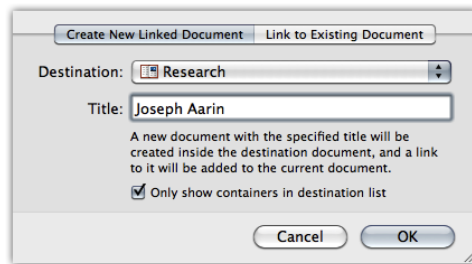 Create New Linked Document Link to Existing Document
Destination: Research
Title: Joseph Aarin
A new document with the specified title will be
created inside the destination document, and a link
to it will be added to the current document.
Only show containers in destination list
Cancel OK